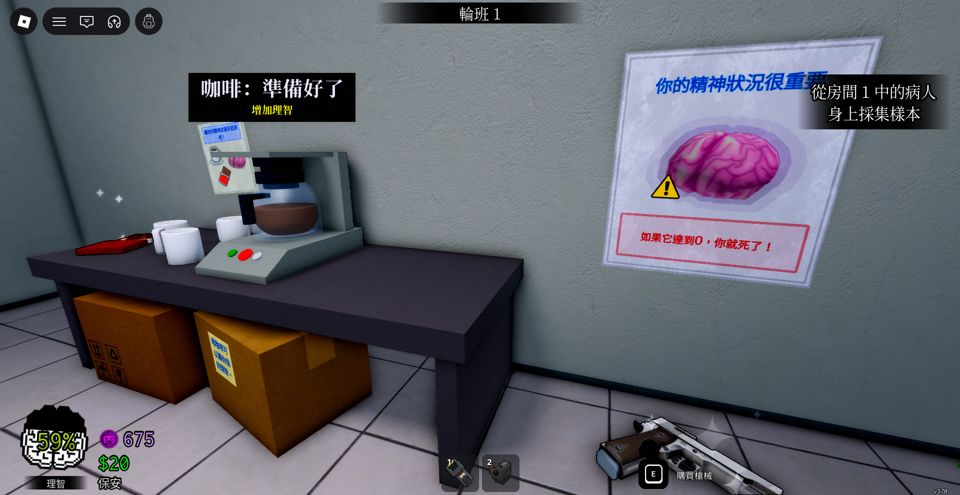 輪班 1
咖啡: 準備好了
增加理智
你的精神狀況很重要
從房間 1 中的病人
身上採集樣本
如果它達到0，你就死了！
59%
675
$20
理智
保安
1
2
E
購買槍械
v378